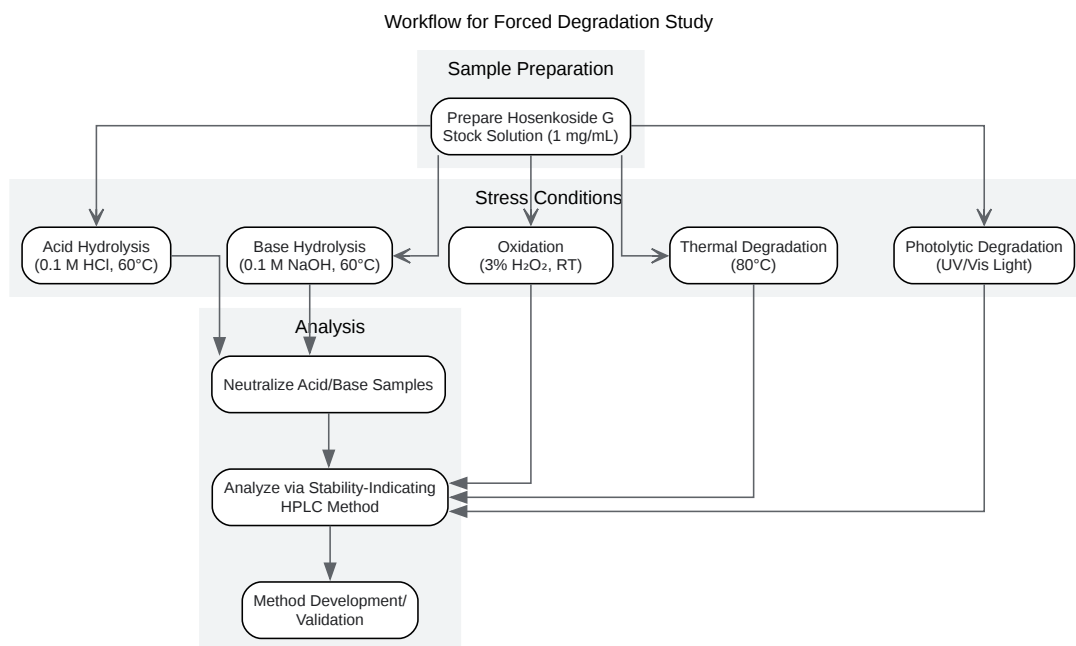 Workflow for Forced Degradation Study
Sample Preparation
Prepare Hosenkoside G
Stock Solution (1 mg/mL)
Stress Conditions
Acid Hydrolysis
(0.1 M HCl, 60°C)
Base Hydrolysis
(0.1 M NaOH, 60°C)
Oxidation
(3% H₂O₂, RT)
Thermal Degradation
(80°C)
Photolytic Degradation
(UV/Vis Light)
Analysis
Neutralize Acid/Base Samples
Analyze via Stability-Indicating
HPLC Method
Method Development/
Validation